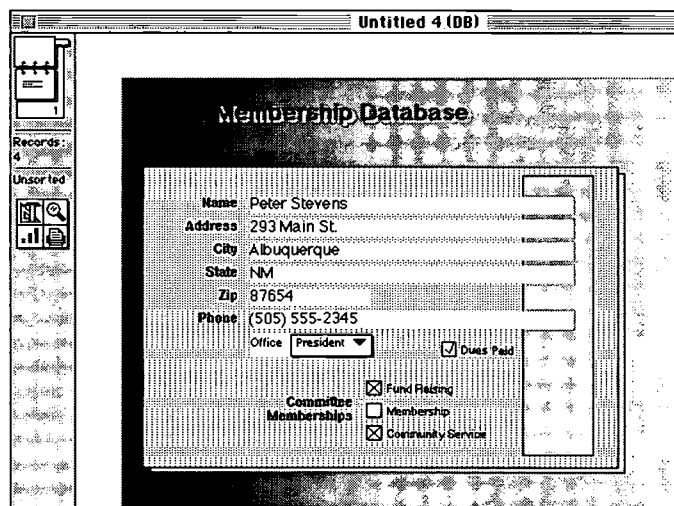 Untitled 4 (DB)
1
Records:
4
Unsorted
Membership Database
Name Peter Stevens
Address 293 Main St.
City Albuquerque
State NM
Zip 87654
Phone (505) 555-2345
Office President
Dues Paid
Committee
Memberships
Fund Raising
Membership
Community Service